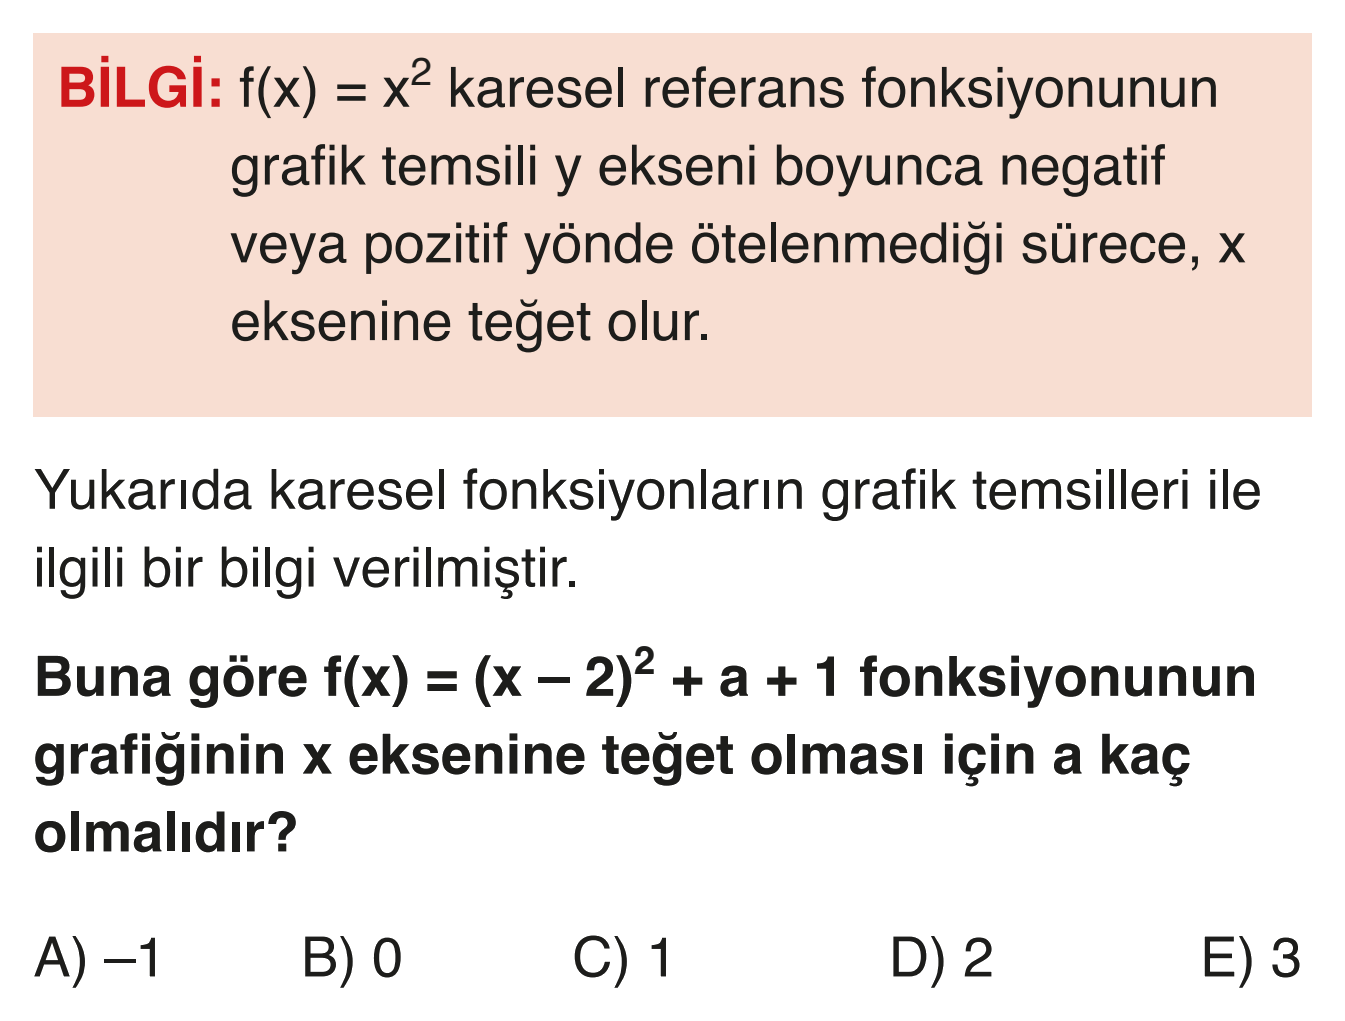 BİLGİ: f(x) = x² karesel referans fonksiyonunun
grafik temsili y ekseni boyunca negatif
veya pozitif yönde ötelenmediği sürece, x
eksenine teğet olur.
Yukarıda karesel fonksiyonların grafik temsilleri ile
ilgili bir bilgi verilmiştir.
Buna göre f(x) = (x – 2)² + a + 1 fonksiyonunun
grafiğinin x eksenine teğet olması için a kaç
olmalıdır?
A) –1 B) 0 C) 1 D) 2 E) 3